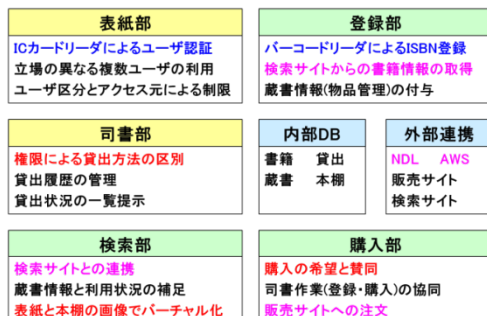 表紙部
ICカードリーダによるユーザ認証
立場の異なる複数ユーザの利用
ユーザ区分とアクセス元による制限
登録部
バーコードリーダによるISBN登録
検索サイトからの書籍情報の取得
蔵書情報(物品管理)の付与
司書部
権限による貸出方法の区別
貸出履歴の管理
貸出状況の一覧提示
内部DB
書籍 貸出
蔵書 本棚
外部連携
NDL AWS
販売サイト
検索サイト
検索部
検索サイトとの連携
蔵書情報と利用状況の補足
表紙と本棚の画像でバーチャル化
購入部
購入の希望と賛同
司書作業(登録・購入)の協同
販売サイトへの注文